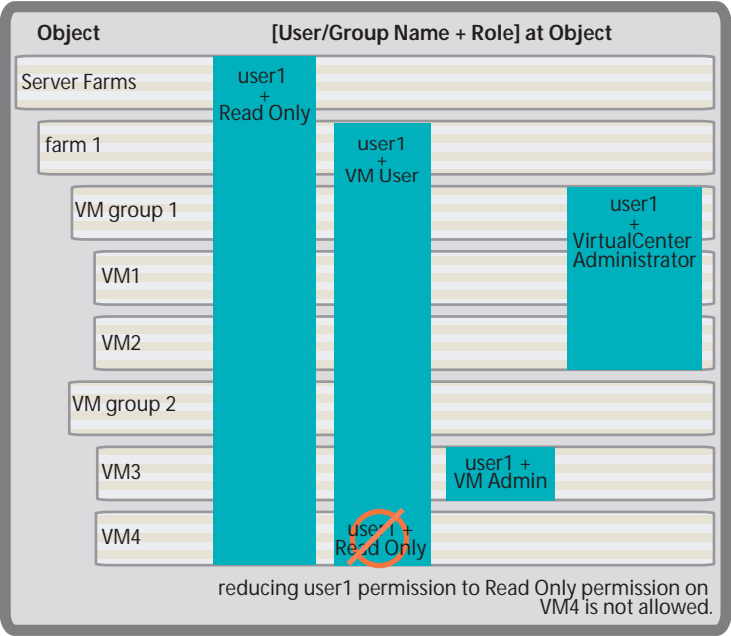 Object
[User/Group Name + Role] at Object
Server Farms
user1
+
Read Only
farm 1
user1
+
VM User
VM group 1
user1
+
VirtualCenter
Administrator
VM1
VM2
VM group 2
VM3
user1 +
VM Admin
VM4
user1 +
Read Only
reducing user1 permission to Read Only permission on
VM4 is not allowed.